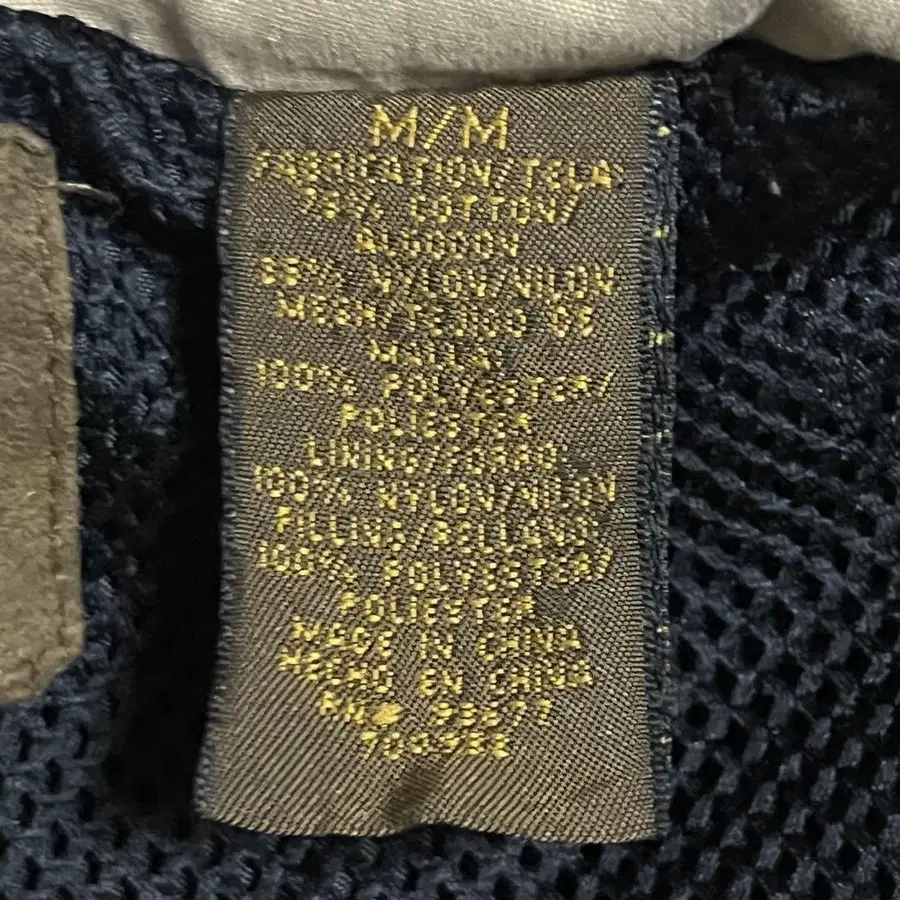 M/M
FABRICATION/TELA
COTTON/
ALGODON
NYLON/NILON
MESH/TEJIDO DE
MALLA
100% POLYESTER/
POLIESTER
LINING/FORRO
100% NYLON/NILON
FILLING/RELLENO
100% POLYESTER/
POLIESTER
MADE IN CHINA
HECHO EN CHINA
RN#